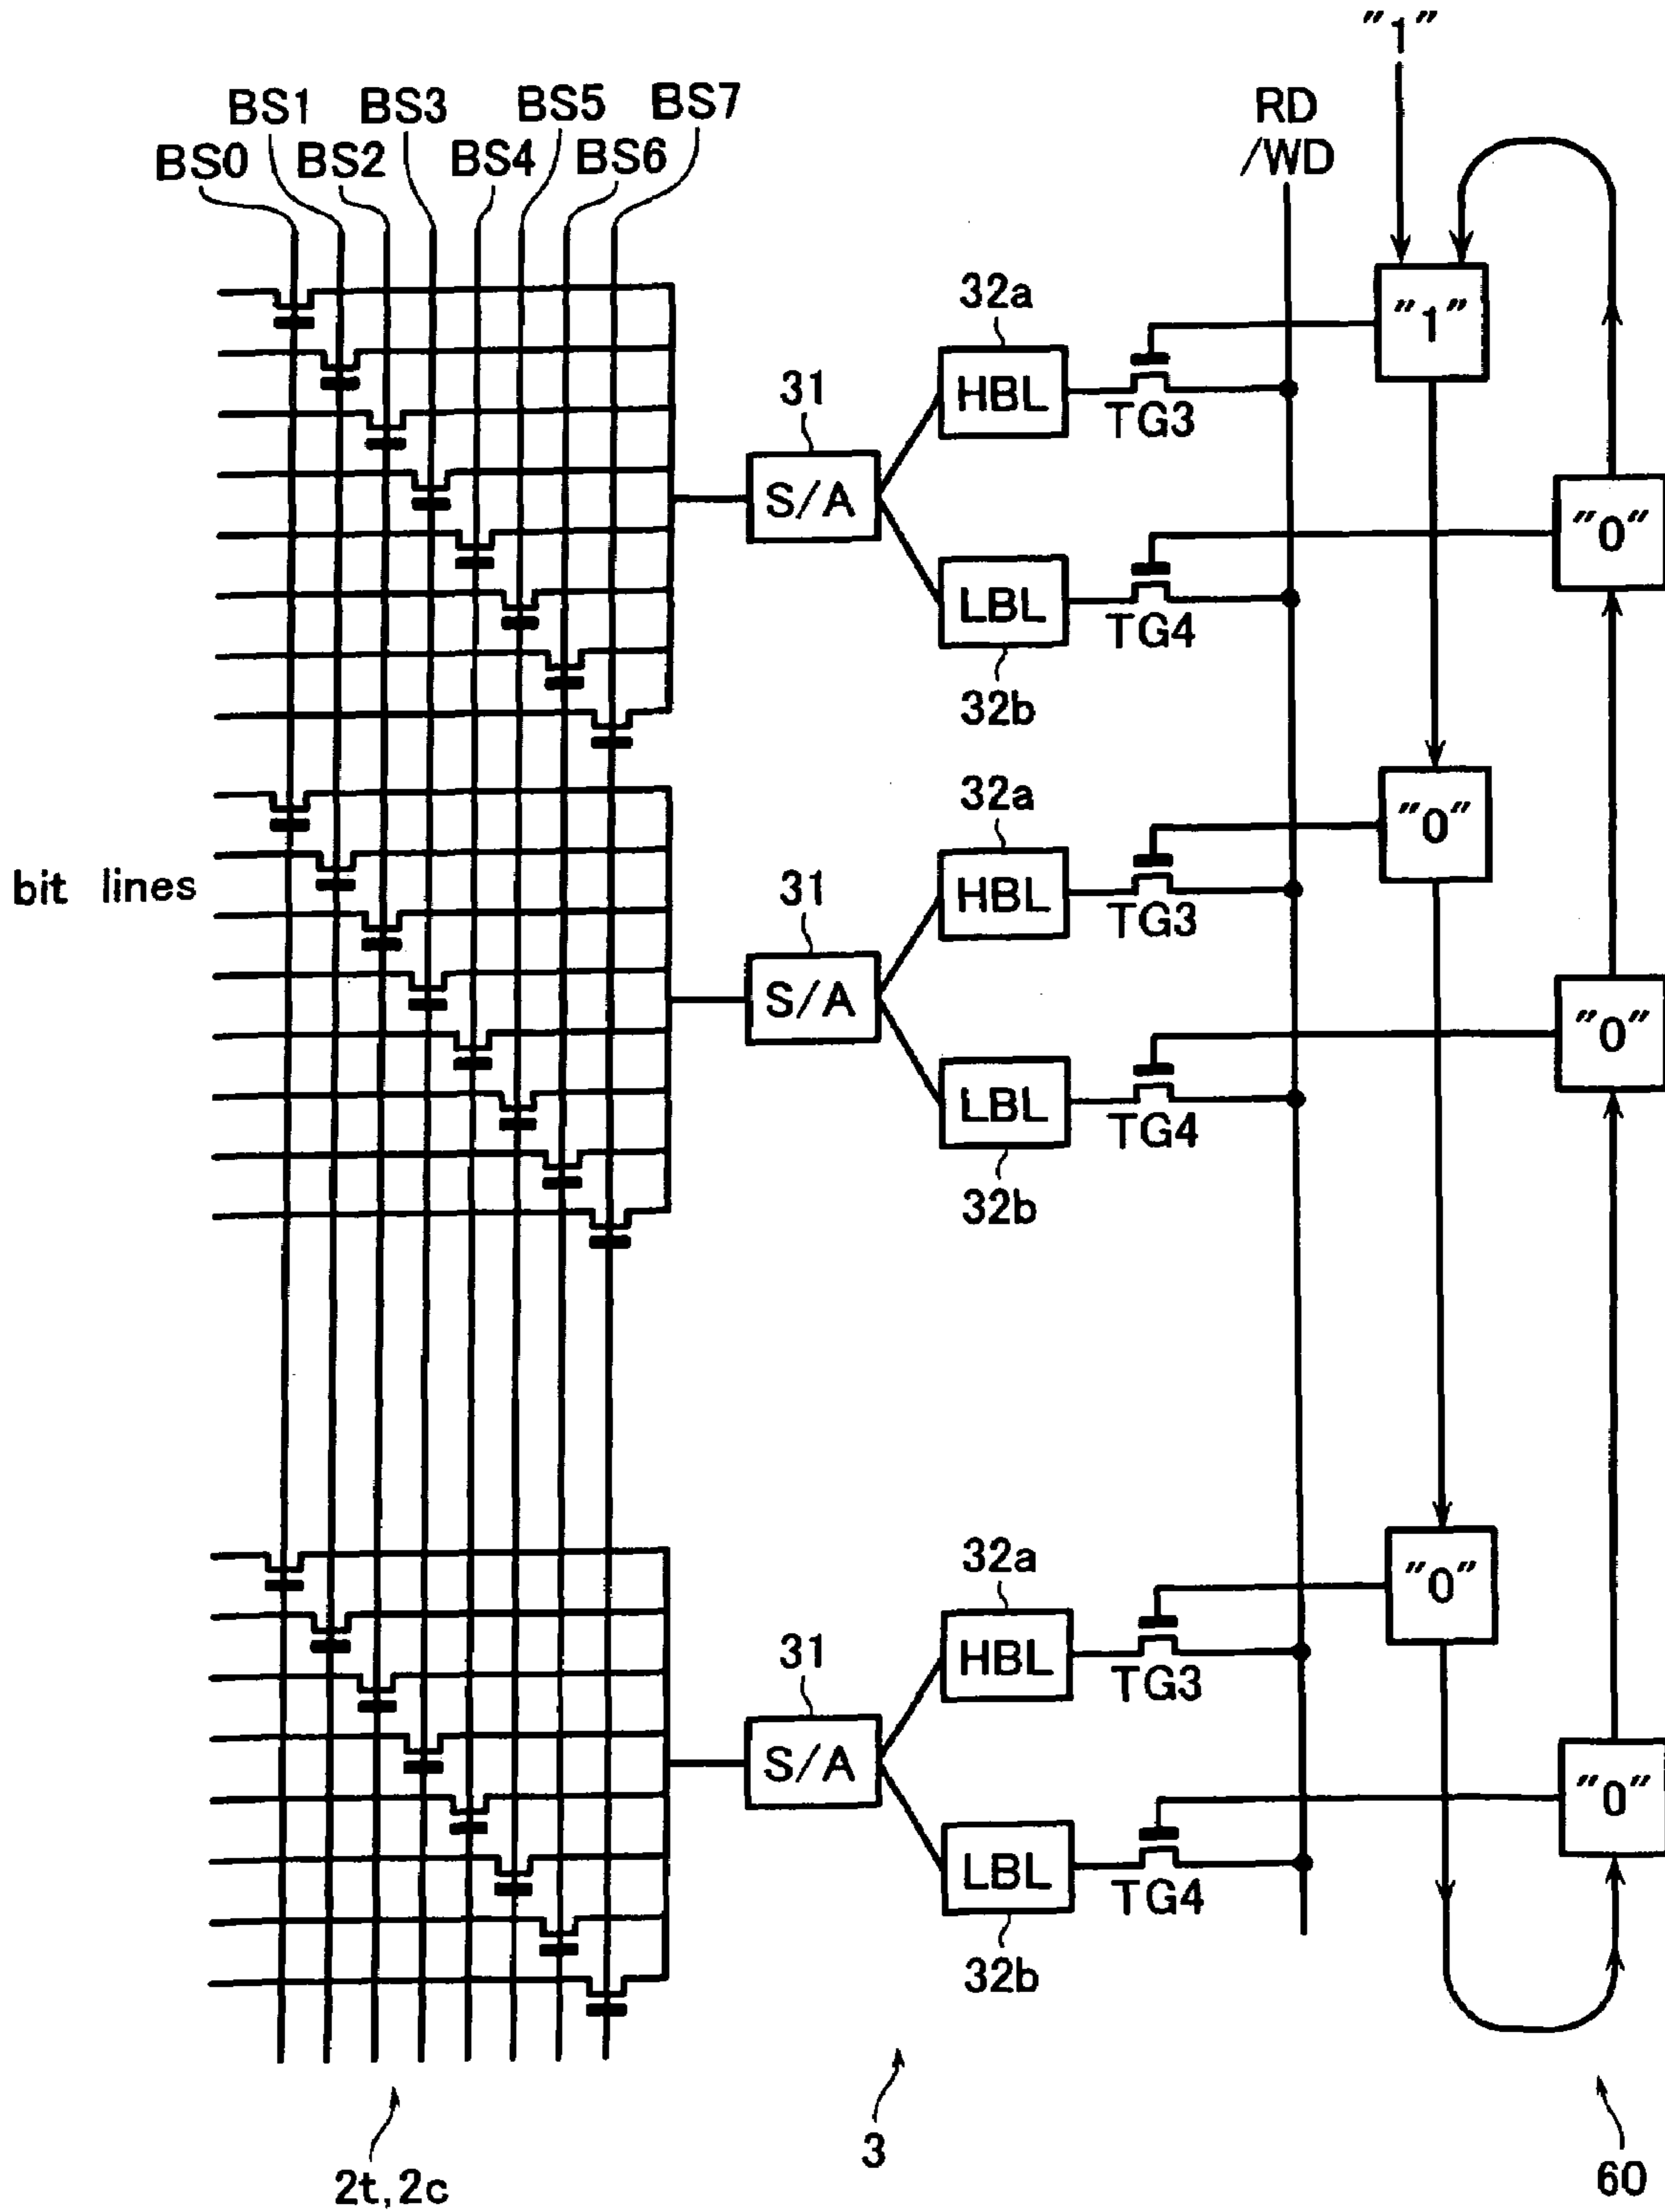 "1"
BS1 BS3 BS5 BS7
RD
/WD
BS0 BS2 BS4 BS6
32a
"1"
HBL
31
TG3
S/A
"0"
LBL
TG4
32b
32a
"0"
HBL
31
TG3
bit lines
S/A
"0"
LBL
TG4
32b
32a
"0"
HBL
31
TG3
S/A
"0"
LBL
TG4
32b
3
2t,2c
60